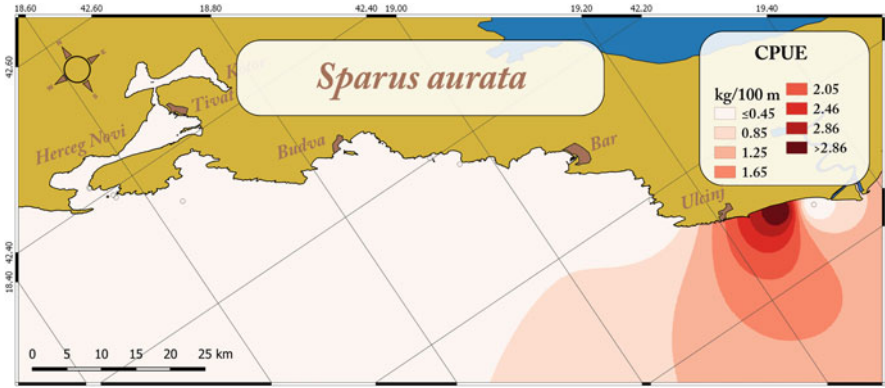 18.60 42.60 18.80 42.40 19.00 19.20 42.20 19.40
42.60
Sparus aurata
CPUE
kg/100 m
≤0.45
0.85
1.25
1.65
2.05
2.46
2.86
>2.86
Tivat
Herceg Novi
Budva
Bar
Ulcinj
42.40
18.40
0 5 10 15 20 25 km